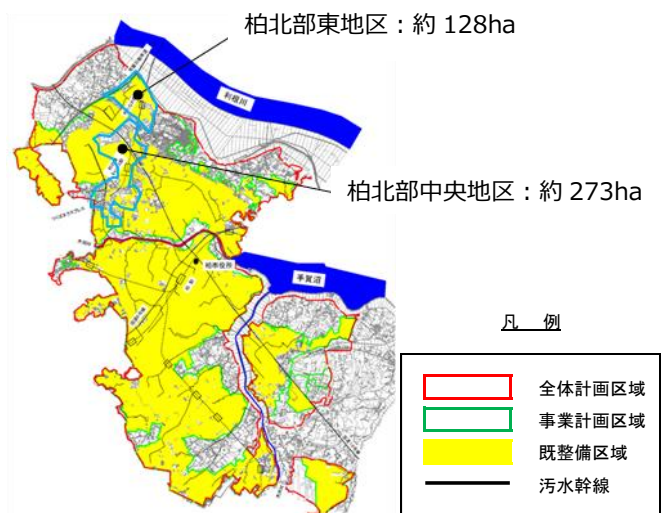 柏北部東地区：約 128ha
利根川
柏北部中央地区：約 273ha
柏市役所
手賀沼
凡　例
全体計画区域
事業計画区域
既整備区域
汚水幹線